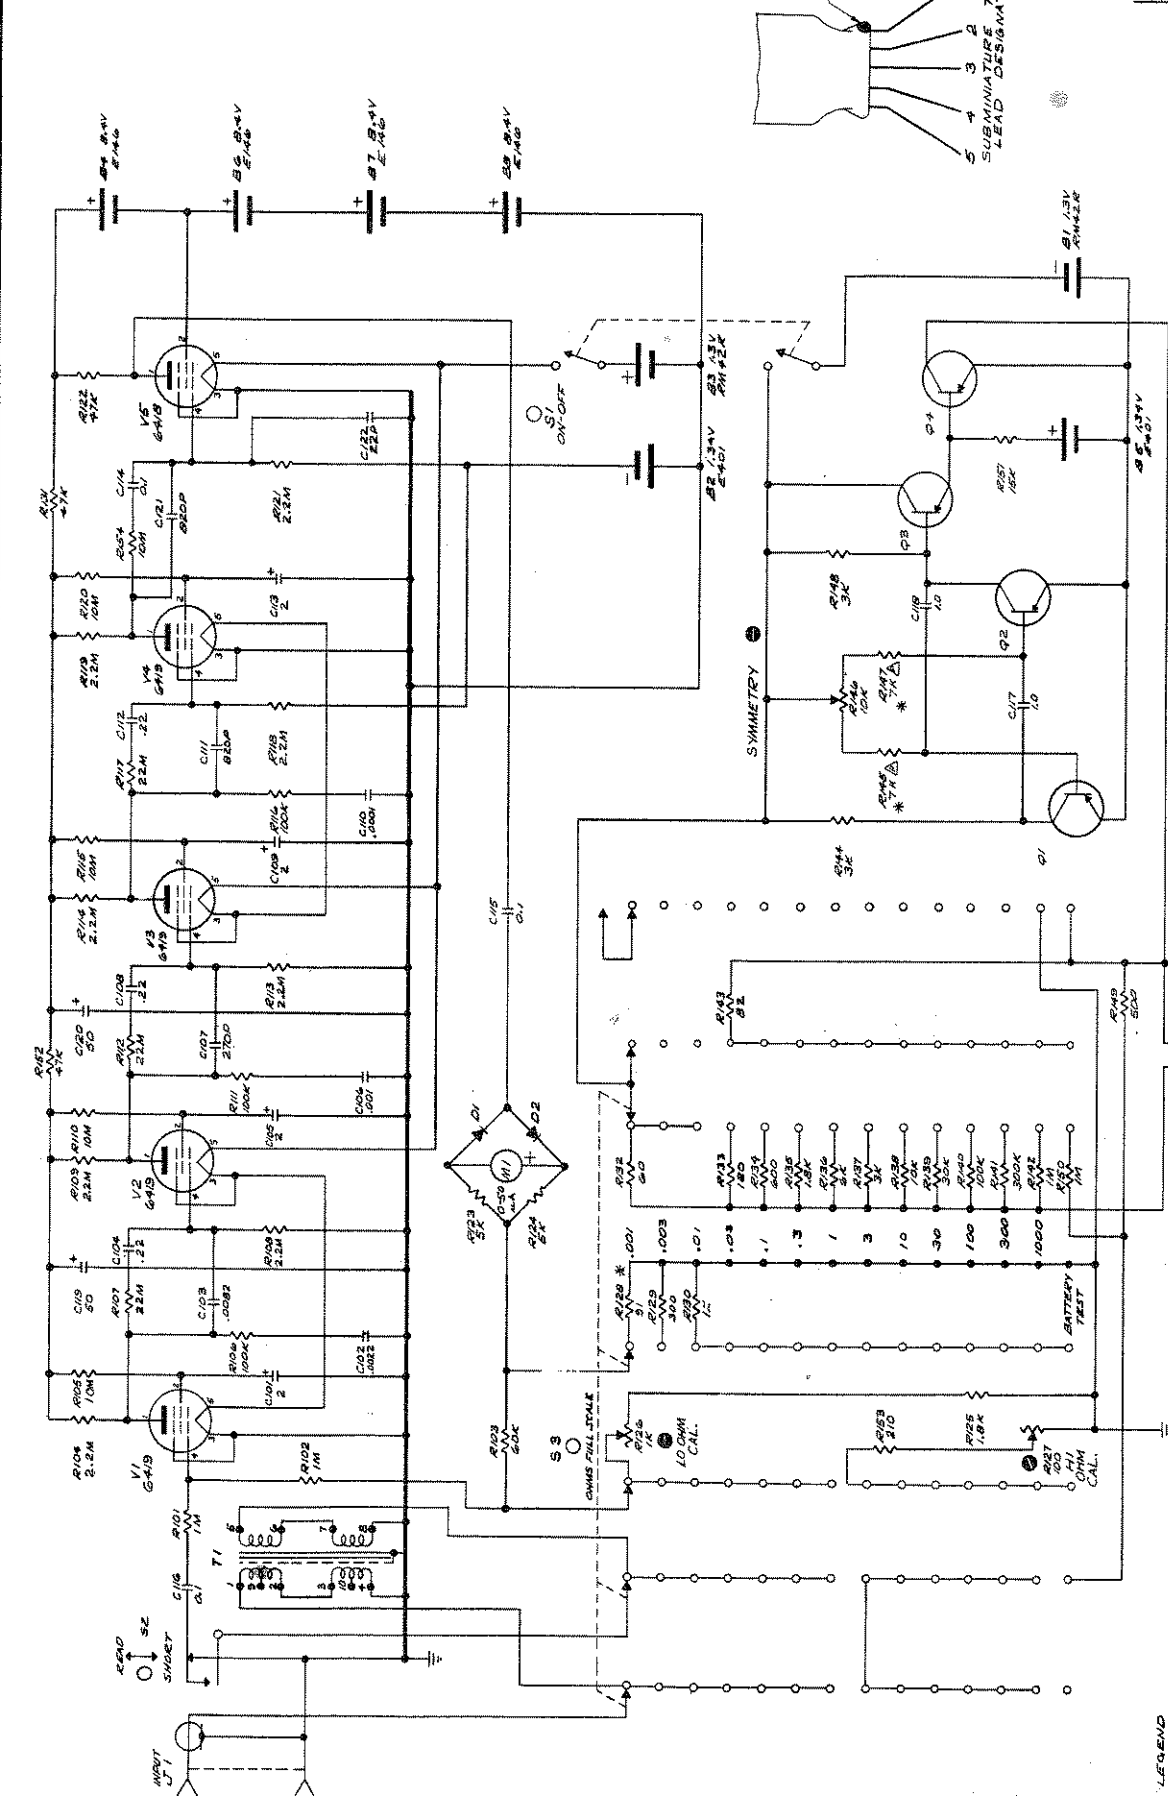 INPUT
J1
READ
S2
SHORT
C116
0.1
R101
1M
V1
6419
R104
2.2M
R105
10M
C119
50
R107
22M
C104
.22
C103
.0082
R106
100K
C101
2
C102
.0022
R102
1M
T1
R108
2.2M
V2
6419
R109
2.2M
R110
10M
R152
47K
C120
50
R112
22M
C108
.22
C107
270P
R111
100K
C105
2
C106
.001
R113
2.2M
V3
6419
R114
2.2M
R115
10M
R117
22M
C112
.22
C111
820P
R116
100K
C109
2
C110
.0001
R118
2.2M
V4
6419
R119
2.2M
R120
10M
R131
47K
R154
10M
C114
0.1
C121
820P
C113
2
R121
2.2M
C122
22P
V5
6418
R122
47K
B4 8.4V
E146
B6 8.4V
E146
B7 8.4V
E146
B8 8.4V
E146
S1
ON-OFF
B2 1.34V
E401
B3 1.3V
RM42R
C115
0.1
D1
D2
M1
0-50
μA
R123
5K
R124
5K
R103
60K
S3
OHMS FULL SCALE
R126
1K
LO OHM
CAL.
R153
210
R125
1.8K
R127
100
HI
OHM
CAL.
R128 *
91
R129
300
R130
1K
.001
.003
.01
.03
.1
.3
1
3
10
30
100
300
1000
BATTERY
TEST
R132
60
R133
180
R134
600
R135
1.8K
R136
6K
R137
3K
R138
10K
R139
30K
R140
100K
R141
300K
R142
1M
R150
1M
R143
82
R149
500
SYMMETRY
R144
3K
R145
7K
*
R146
10K
R147
7K
*
R148
3K
C117
1.0
C118
1.0
Q1
Q2
Q3
Q4
R151
15K
B5 1.34V
E401
B1 1.3V
RM42R
5
4
3
2
SUBMINIATURE
LEAD DESIGNA
LEGEND